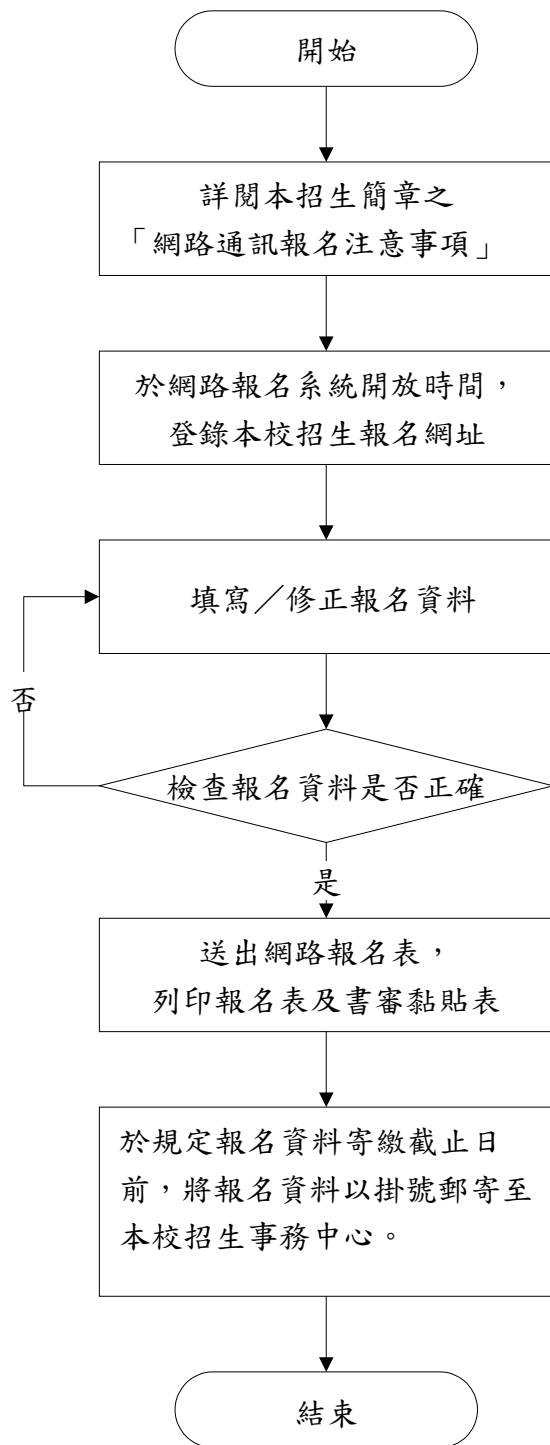 開始
詳閱本招生簡章之
「網路通訊報名注意事項」
於網路報名系統開放時間，
登錄本校招生報名網址
填寫／修正報名資料
否
檢查報名資料是否正確
是
送出網路報名表，
列印報名表及書審黏貼表
於規定報名資料寄繳截止日
前，將報名資料以掛號郵寄至
本校招生事務中心。
結束